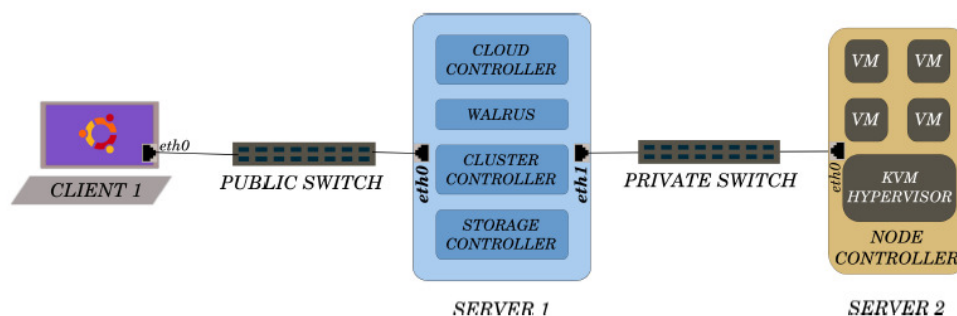 CLIENT 1
eth0
PUBLIC SWITCH
eth0
CLOUD
CONTROLLER
WALRUS
CLUSTER
CONTROLLER
STORAGE
CONTROLLER
eth1
SERVER 1
PRIVATE SWITCH
eth0
VM
VM
VM
VM
KVM
HYPERVISOR
NODE
CONTROLLER
SERVER 2